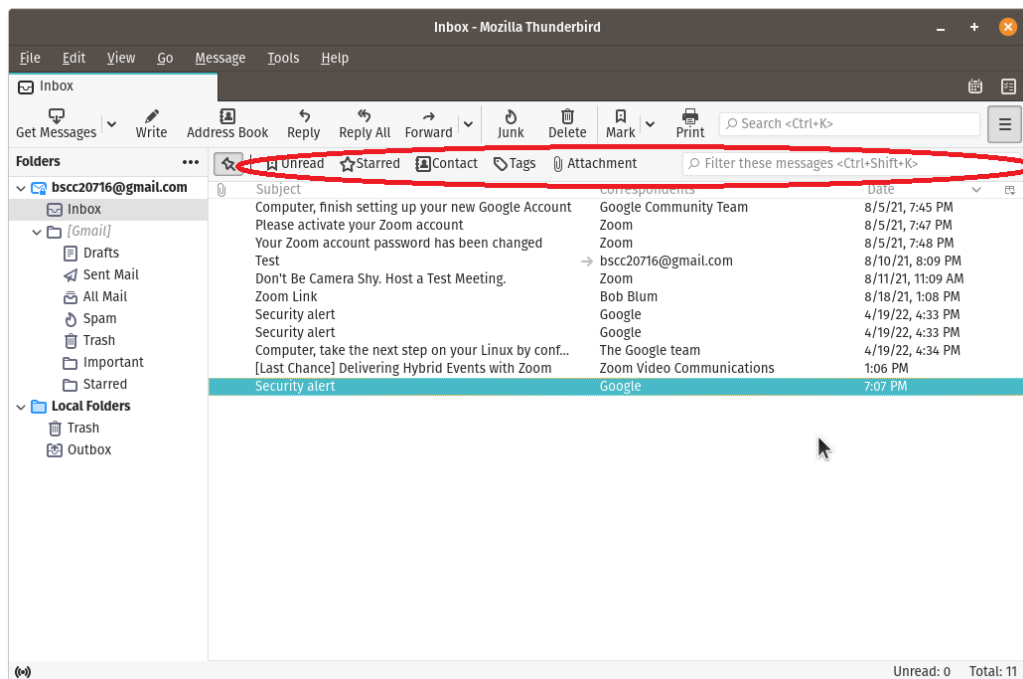 Inbox - Mozilla Thunderbird
File Edit View Go Message Tools Help
Inbox
Get Messages Write Address Book Reply Reply All Forward Junk Delete Mark Print Search <Ctrl+K>
Folders ••• Unread Starred Contact Tags Attachment Filter these messages <Ctrl+Shift+K>
bscc20716@gmail.com
Subject Correspondents Date
Inbox
Computer, finish setting up your new Google Account Google Community Team 8/5/21, 7:45 PM
Please activate your Zoom account Zoom 8/5/21, 7:47 PM
[Gmail]
Your Zoom account password has been changed Zoom 8/5/21, 7:48 PM
Drafts
Test → bscc20716@gmail.com 8/10/21, 8:09 PM
Sent Mail
Don't Be Camera Shy. Host a Test Meeting. Zoom 8/11/21, 11:09 AM
All Mail
Zoom Link Bob Blum 8/18/21, 1:08 PM
Spam
Security alert Google 4/19/22, 4:33 PM
Trash
Security alert Google 4/19/22, 4:33 PM
Computer, take the next step on your Linux by conf... The Google team 4/19/22, 4:34 PM
Important
[Last Chance] Delivering Hybrid Events with Zoom Zoom Video Communications 1:06 PM
Starred
Security alert Google 7:07 PM
Local Folders
Trash
Outbox
Unread: 0 Total: 11